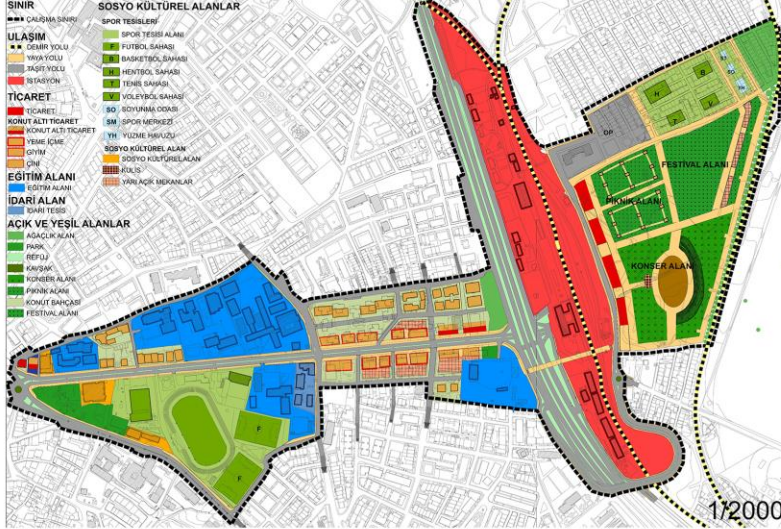 SINIR
ÇALIŞMA SINIRI
ULAŞIM
DEMİR YOLU
YAYA YOLU
TAŞIT YOLU
İSTASYON
TİCARET
TİCARET
KONUT ALTI TİCARET
KONUT ALTI TİCARET
YEME İÇME
GİYİM
ÇİNİ
EĞİTİM ALANI
EĞİTİM ALANI
İDARİ ALAN
İDARİ TESİS
AÇIK VE YEŞİL ALANLAR
AĞAÇLIK ALAN
PARK
REFÜJ
KAVŞAK
KONSER ALANI
PİKNİK ALANI
KONUT BAHÇASI
FESTİVAL ALANI
SOSYO KÜLTÜREL ALANLAR
SPOR TESİSLERİ
SPOR TESİSİ ALANI
F FUTBOL SAHASI
B BASKETBOL SAHASI
H HENTBOL SAHASI
T TENİS SAHASI
V VOLEYBOL SAHASI
SO SOYUNMA ODASI
SM SPOR MERKEZİ
YH YÜZME HAVUZU
SOSYO KÜLTÜREL ALAN
SOSYO KÜLTÜREL ALAN
KULİS
YARI AÇIK MEKANLAR
H
B
T
V
SO
OP
FESTİVAL ALANI
PİKNİK ALANI
KONSER ALANI
F
F
1/2000